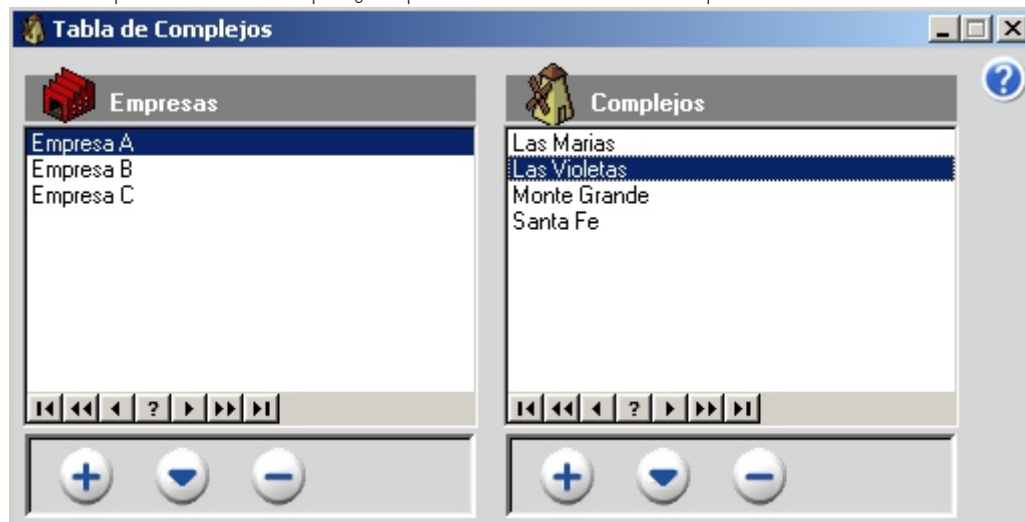 Tabla de Complejos
Empresas
Empresa A
Empresa B
Empresa C
Complejos
Las Marias
Las Violetas
Monte Grande
Santa Fe